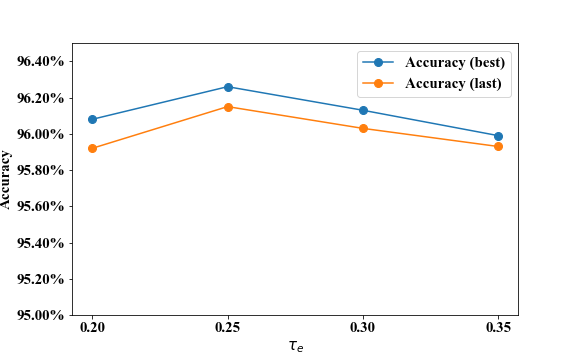 Accuracy (best)
Accuracy (last)
96.40%
96.20%
96.00%
95.80%
95.60%
95.40%
95.20%
95.00%
Accuracy
0.20 0.25 0.30 0.35
τe